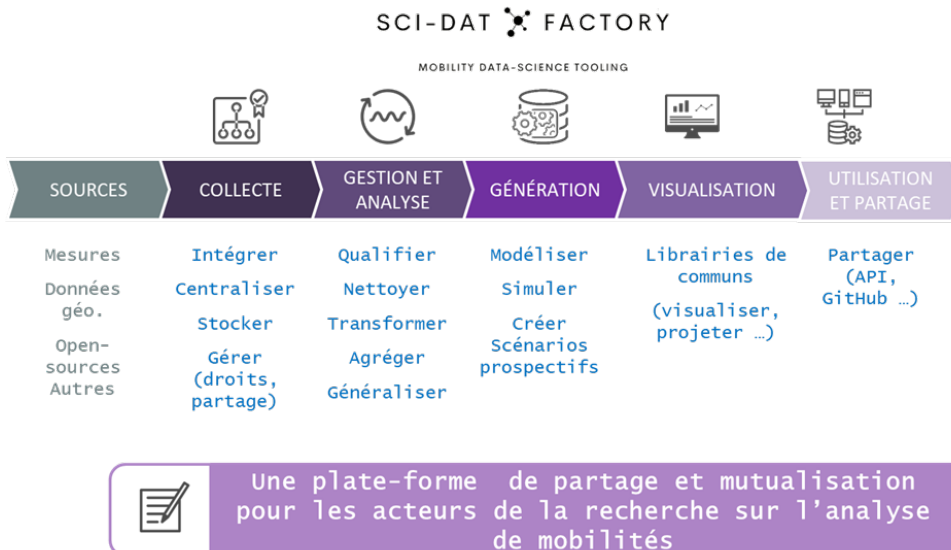 SCI-DAT FACTORY
MOBILITY DATA-SCIENCE TOOLING
SOURCES
COLLECTE
GESTION ET
ANALYSE
GÉNÉRATION
VISUALISATION
UTILISATION
ET PARTAGE
Mesures
Données
géo.
Open-
sources
Autres
Intégrer
Centraliser
Stocker
Gérer
(droits,
partage)
Qualifier
Nettoyer
Transformer
Agréger
Généraliser
Modéliser
Simuler
Créer
Scénarios
prospectifs
Librairies de
communs
(visualiser,
projeter …)
Partager
(API,
GitHub …)
Une plate-forme de partage et mutualisation
pour les acteurs de la recherche sur l’analyse
de mobilités